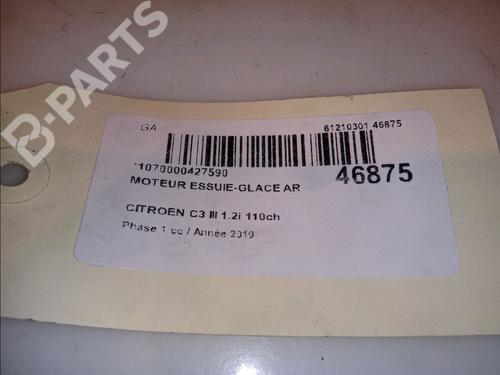 B-PARTS
GA
61210301 46875
*1070000427590
MOTEUR ESSUIE-GLACE AR
46875
CITROEN C3 III 1.2i 110ch
Phase 1 cc / Année 2019